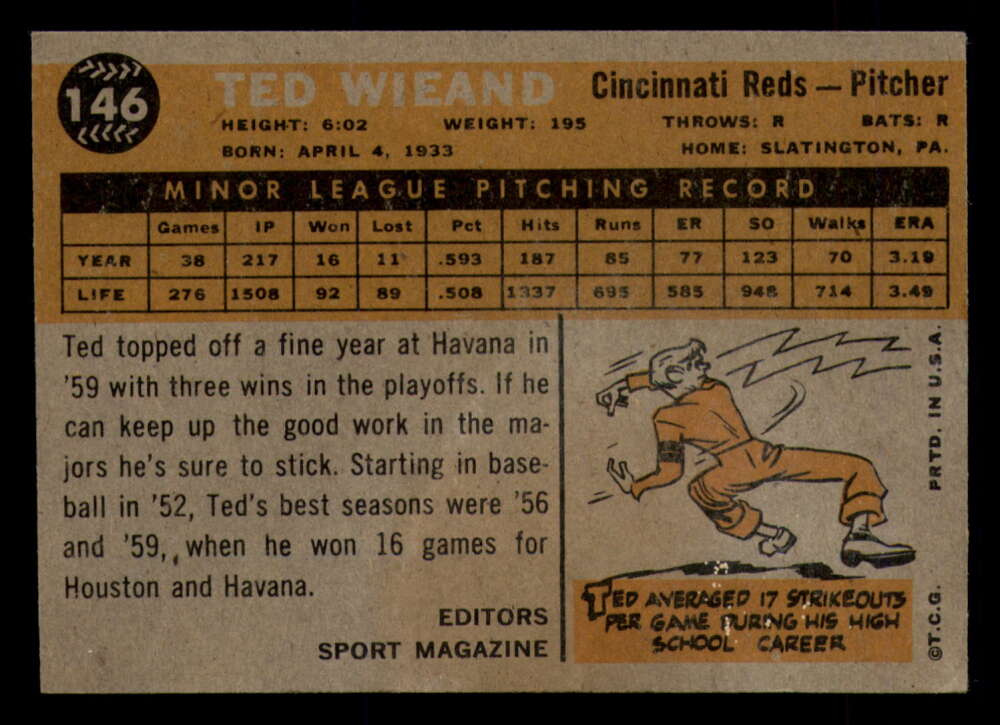 146
TED WIEAND
Cincinnati Reds — Pitcher
HEIGHT: 6:02 WEIGHT: 195 THROWS: R BATS: R
BORN: APRIL 4, 1933 HOME: SLATINGTON, PA.
MINOR LEAGUE PITCHING RECORD
Games IP Won Lost Pct Hits Runs ER SO Walks ERA
YEAR 38 217 16 11 .593 187 85 77 123 70 3.19
LIFE 276 1508 92 89 .508 1337 695 585 948 714 3.49
Ted topped off a fine year at Havana in
'59 with three wins in the playoffs. If he
can keep up the good work in the ma-
jors he's sure to stick. Starting in base-
ball in '52, Ted's best seasons were '56
and '59, when he won 16 games for
Houston and Havana.
EDITORS
SPORT MAGAZINE
TED AVERAGED 17 STRIKEOUTS
PER GAME DURING HIS HIGH
SCHOOL CAREER
©T.C.G. PRTD. IN U.S.A.